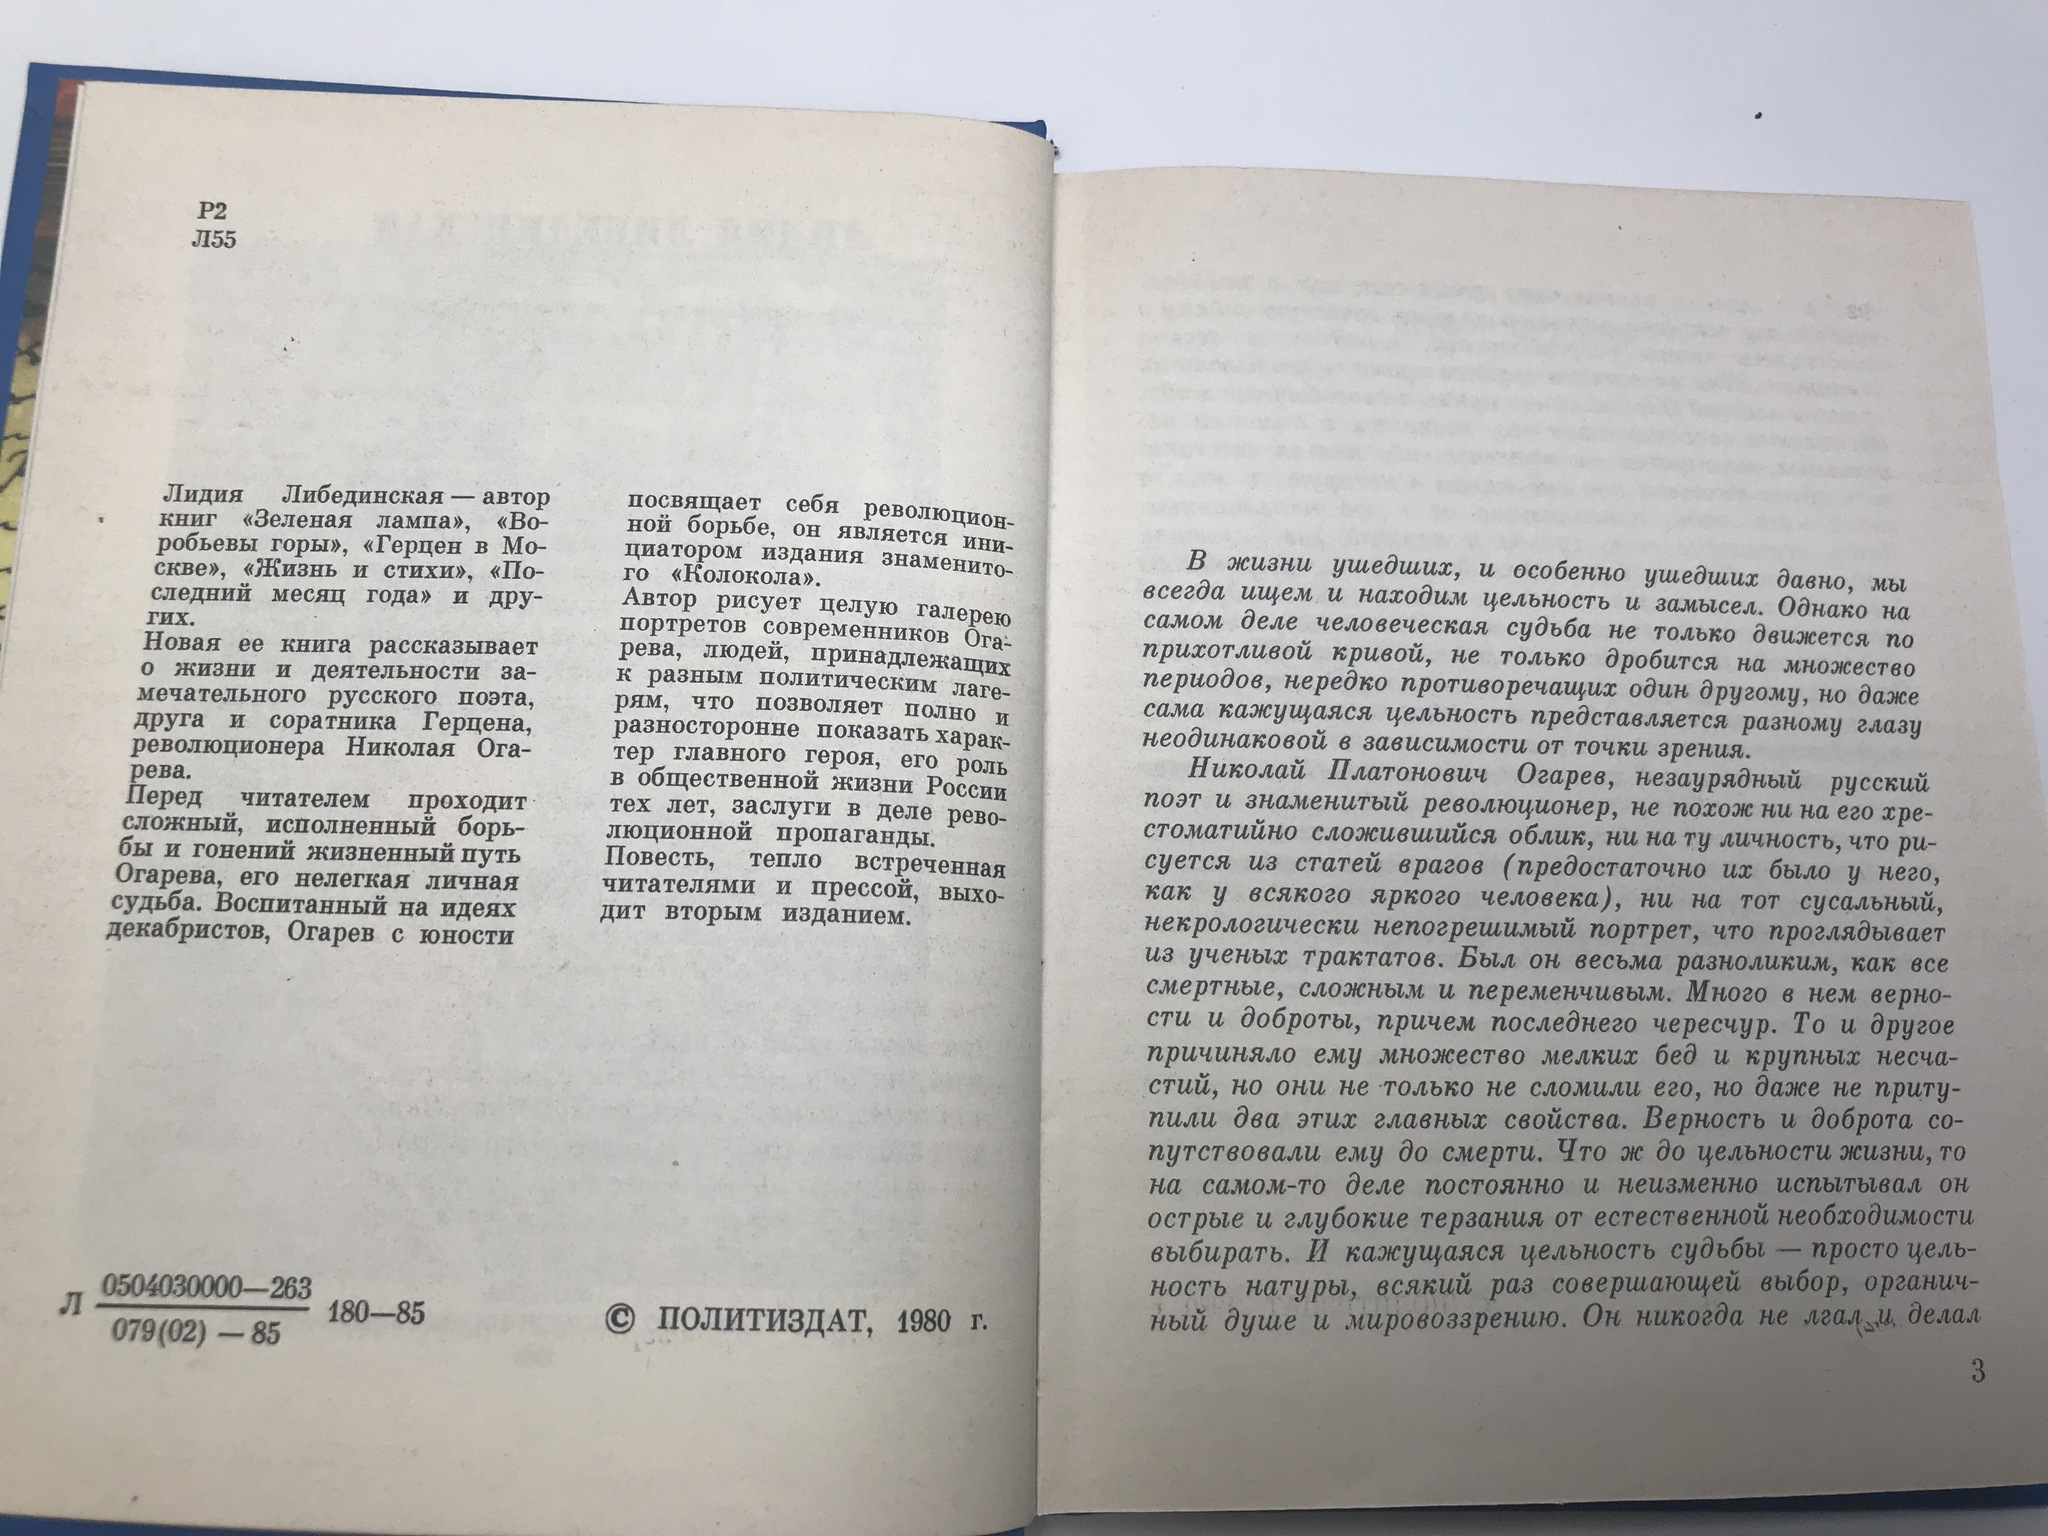 Р2
Л55
Лидия Либединская — автор
книг «Зеленая лампа», «Во-
робьевы горы», «Герцен в Мо-
скве», «Жизнь и стихи», «По-
следний месяц года» и дру-
гих.
Новая ее книга рассказывает
о жизни и деятельности за-
мечательного русского поэта,
друга и соратника Герцена,
революционера Николая Ога-
рева.
Перед читателем проходит
сложный, исполненный борь-
бы и гонений жизненный путь
Огарева, его нелегкая личная
судьба. Воспитанный на идеях
декабристов, Огарев с юности
посвящает себя революцион-
ной борьбе, он является ини-
циатором издания знаменито-
го «Колокола».
Автор рисует целую галерею
портретов современников Ога-
рева, людей, принадлежащих
к разным политическим лаге-
рям, что позволяет полно и
разносторонне показать харак-
тер главного героя, его роль
в общественной жизни России
тех лет, заслуги в деле рево-
люционной пропаганды.
Повесть, тепло встреченная
читателями и прессой, выхо-
дит вторым изданием.
Л 0504030000—263
079(02) — 85
180—85
© ПОЛИТИЗДАТ, 1980 г.
В жизни ушедших, и особенно ушедших давно, мы
всегда ищем и находим цельность и замысел. Однако на
самом деле человеческая судьба не только движется по
прихотливой кривой, не только дробится на множество
периодов, нередко противоречащих один другому, но даже
сама кажущаяся цельность представляется разному глазу
неодинаковой в зависимости от точки зрения.
Николай Платонович Огарев, незаурядный русский
поэт и знаменитый революционер, не похож ни на его хре-
стоматийно сложившийся облик, ни на ту личность, что ри-
суется из статей врагов (предостаточно их было у него,
как у всякого яркого человека), ни на тот сусальный,
некрологически непогрешимый портрет, что проглядывает
из ученых трактатов. Был он весьма разноликим, как все
смертные, сложным и переменчивым. Много в нем верно-
сти и доброты, причем последнего чересчур. То и другое
причиняло ему множество мелких бед и крупных несча-
стий, но они не только не сломили его, но даже не приту-
пили два этих главных свойства. Верность и доброта со-
путствовали ему до смерти. Что ж до цельности жизни, то
на самом-то деле постоянно и неизменно испытывал он
острые и глубокие терзания от естественной необходимости
выбирать. И кажущаяся цельность судьбы — просто цель-
ность натуры, всякий раз совершающей выбор, органич-
ный душе и мировоззрению. Он никогда не лгал и делал
3